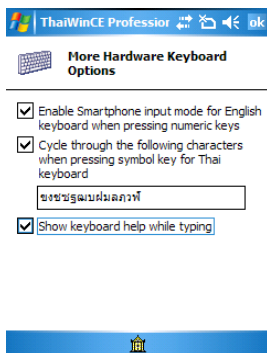 ThaiWinCE Professior
ok
More Hardware Keyboard
Options
Enable Smartphone input mode for English
keyboard when pressing numeric keys
Cycle through the following characters
when pressing symbol key for Thai
keyboard
ขงชซฐฒบฝมลฦวฬ
Show keyboard help while typing